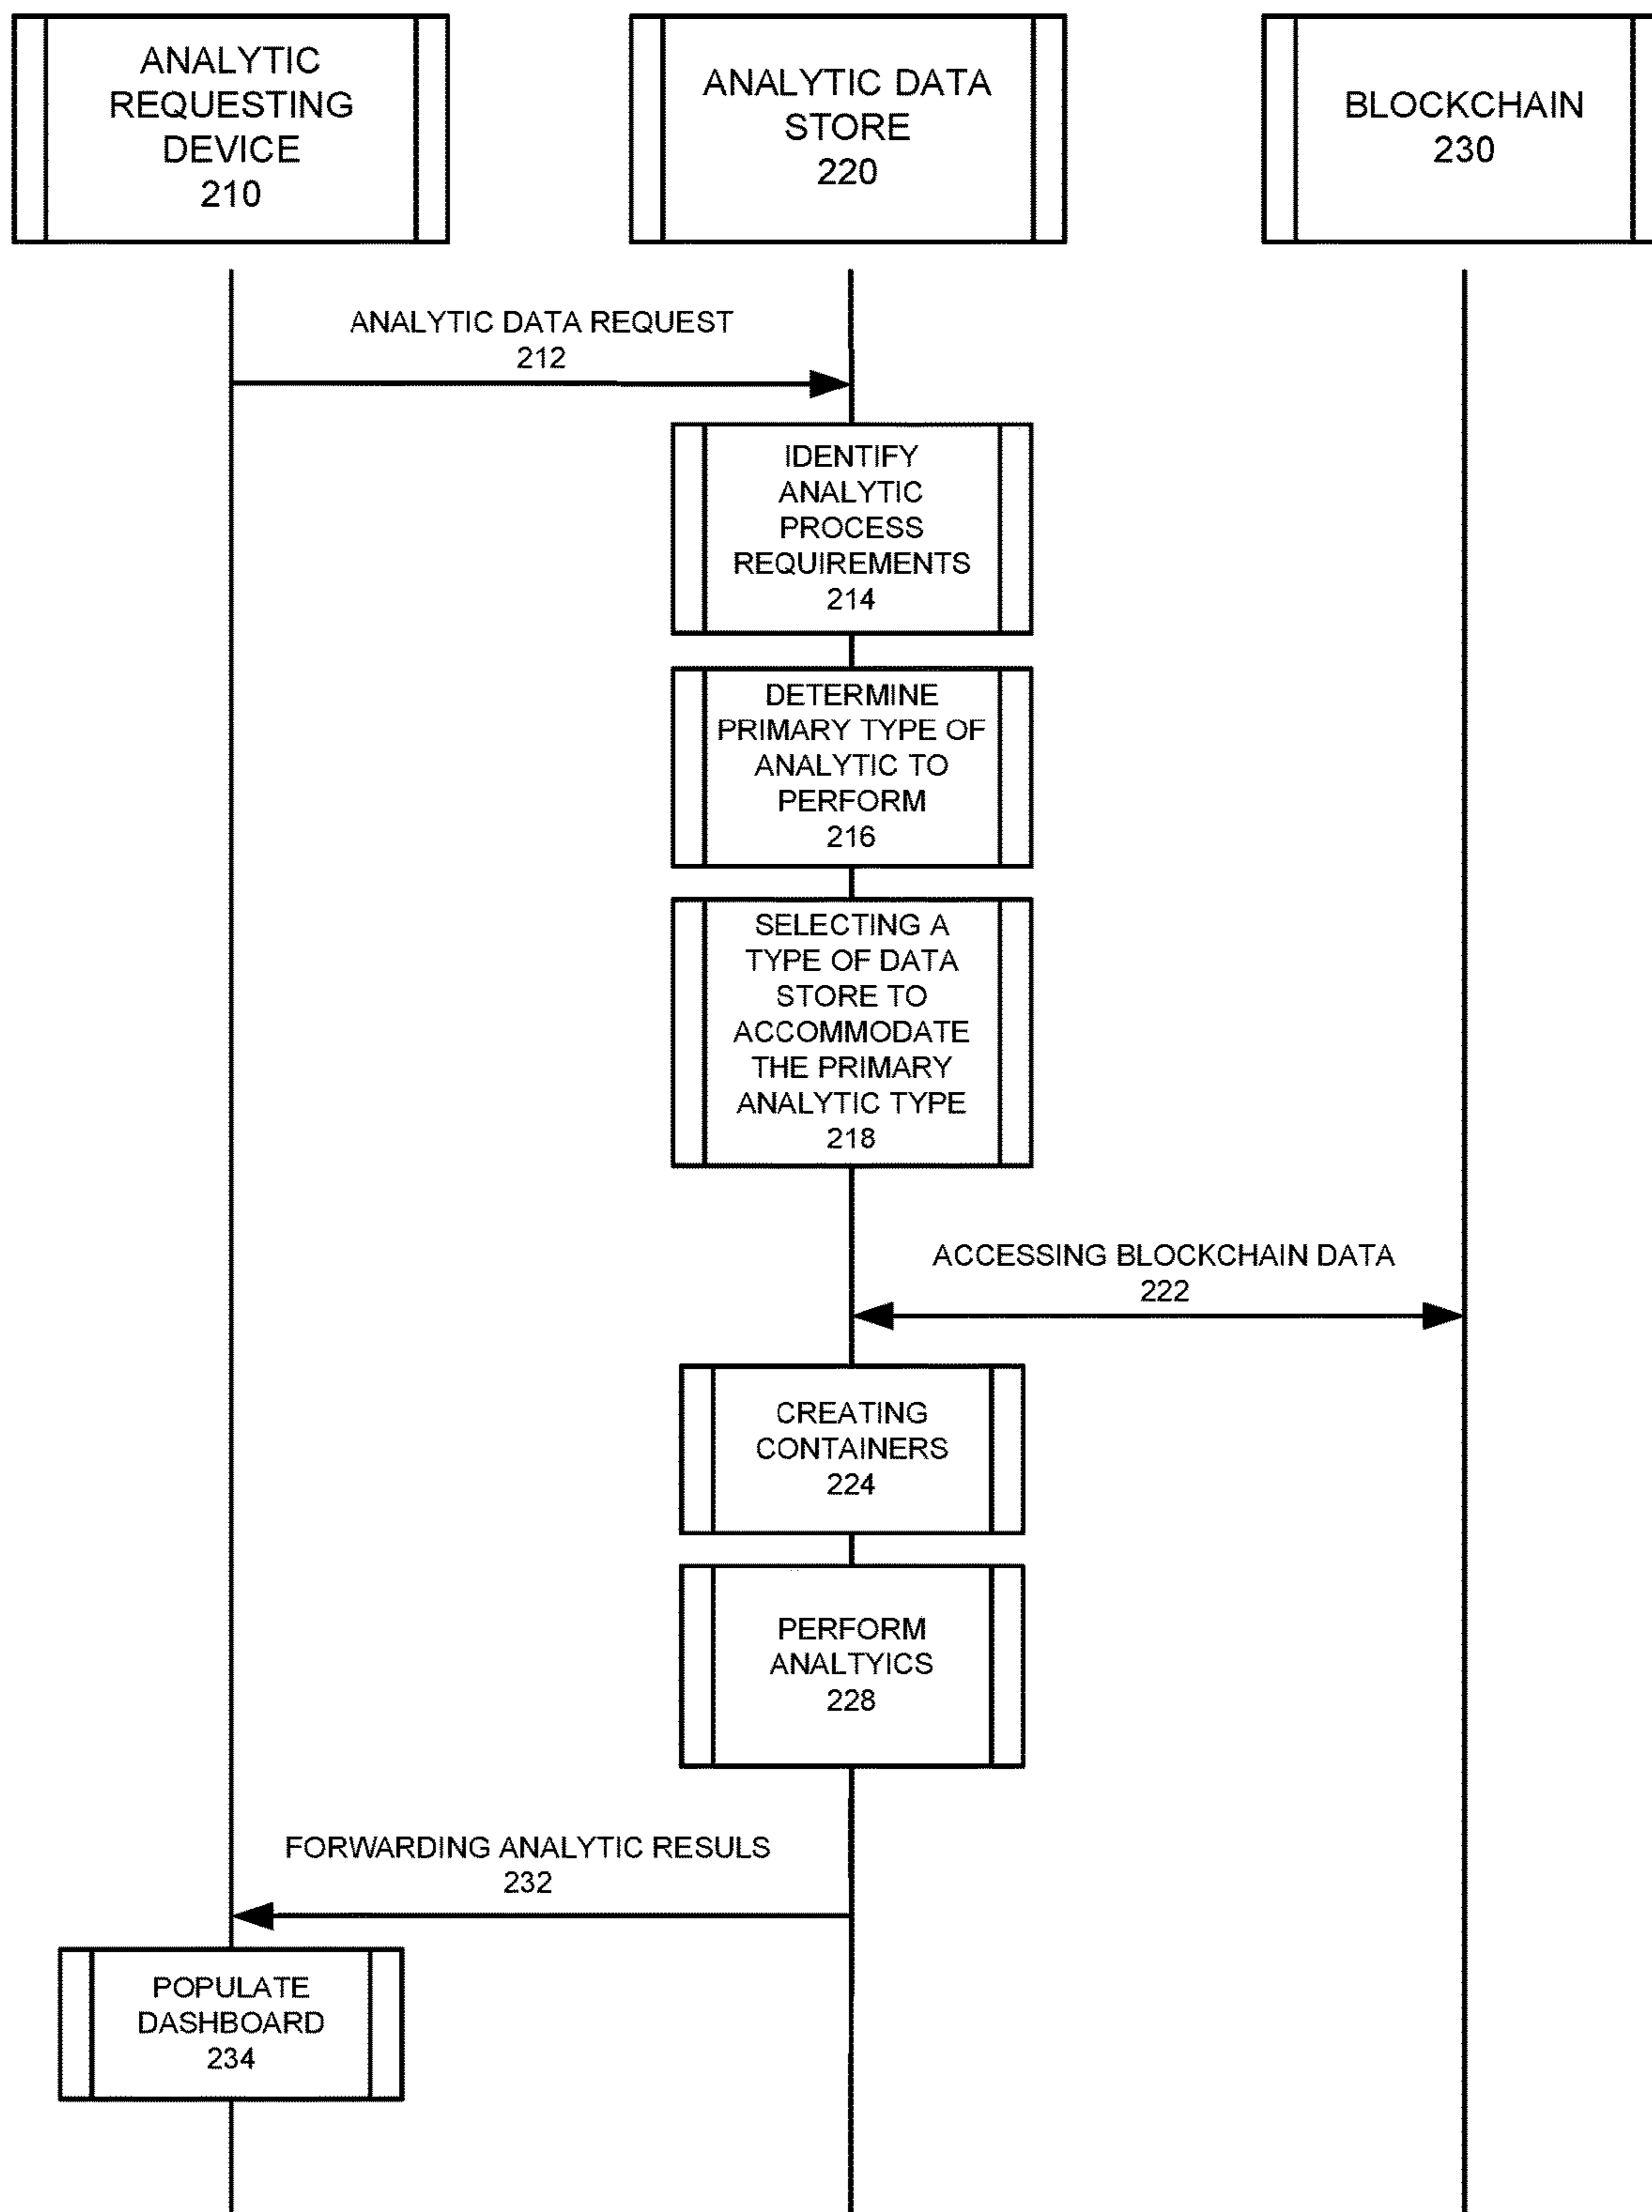 ANALYTIC
REQUESTING
DEVICE
210
ANALYTIC DATA
STORE
220
BLOCKCHAIN
230
ANALYTIC DATA REQUEST
212
IDENTIFY
ANALYTIC
PROCESS
REQUIREMENTS
214
DETERMINE
PRIMARY TYPE OF
ANALYTIC TO
PERFORM
216
SELECTING A
TYPE OF DATA
STORE TO
ACCOMMODATE
THE PRIMARY
ANALYTIC TYPE
218
ACCESSING BLOCKCHAIN DATA
222
CREATING
CONTAINERS
224
PERFORM
ANALTYICS
228
FORWARDING ANALYTIC RESULS
232
POPULATE
DASHBOARD
234